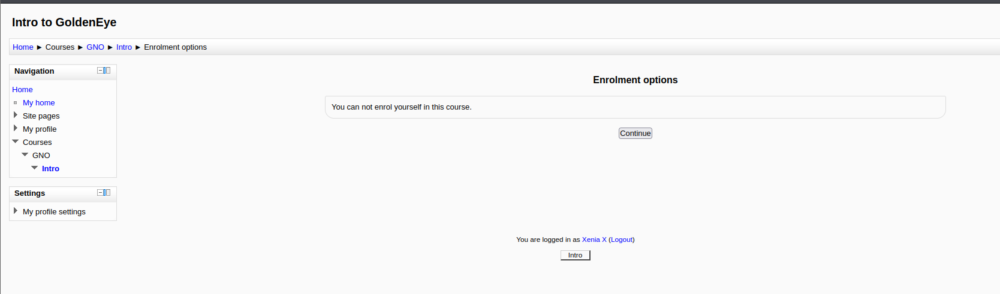 Intro to GoldenEye
Home ► Courses ► GNO ► Intro ► Enrolment options
Navigation
Home
My home
Site pages
My profile
Courses
GNO
Intro
Settings
My profile settings
Enrolment options
You can not enrol yourself in this course.
Continue
You are logged in as Xenia X (Logout)
Intro